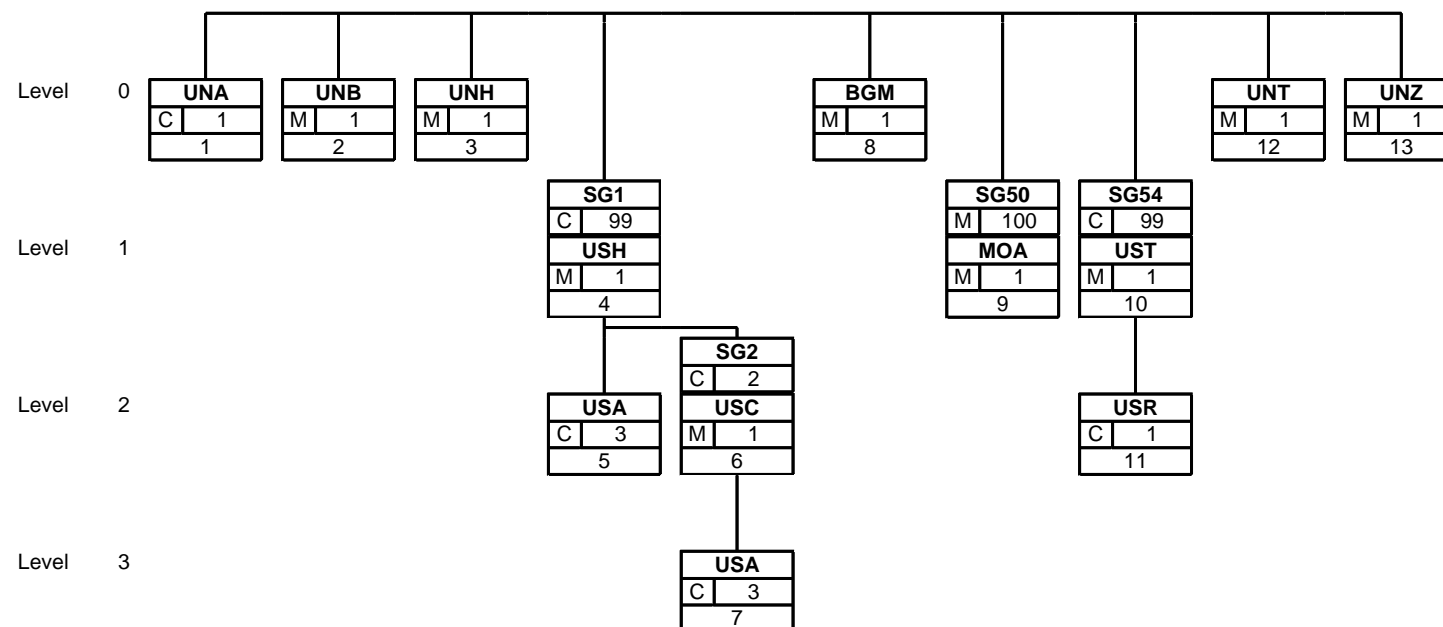 Level 0
UNA
C 1
1
UNB
M 1
2
UNH
M 1
3
BGM
M 1
8
UNT
M 1
12
UNZ
M 1
13
Level 1
SG1
C 99
USH
M 1
4
SG50
M 100
MOA
M 1
9
SG54
C 99
UST
M 1
10
Level 2
USA
C 3
5
SG2
C 2
USC
M 1
6
USR
C 1
11
Level 3
USA
C 3
7